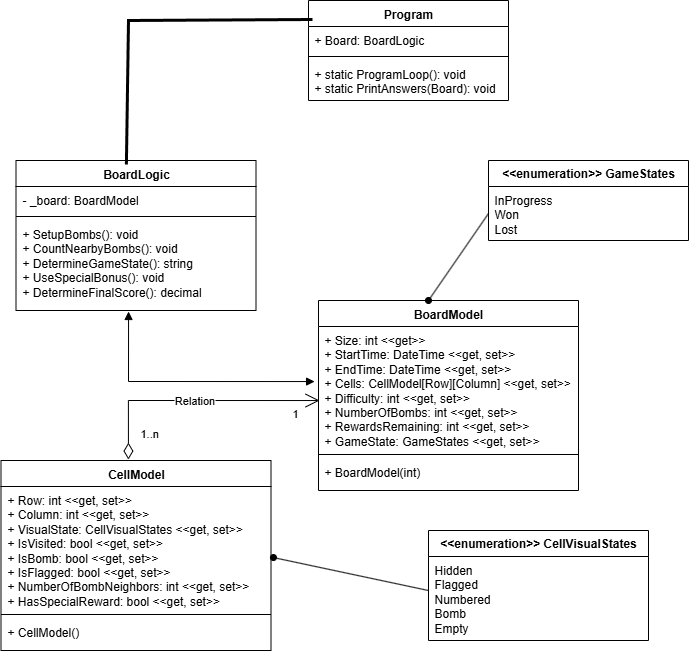 Program
+ Board: BoardLogic
+ static ProgramLoop(): void
+ static PrintAnswers(Board): void
BoardLogic
- _board: BoardModel
+ SetupBombs(): void
+ CountNearbyBombs(): void
+ DetermineGameState(): string
+ UseSpecialBonus(): void
+ DetermineFinalScore(): decimal
<<enumeration>> GameStates
InProgress
Won
Lost
BoardModel
+ Size: int <<get>>
+ StartTime: DateTime <<get, set>>
+ EndTime: DateTime <<get, set>>
+ Cells: CellModel[Row][Column] <<get, set>>
+ Difficulty: int <<get, set>>
+ NumberOfBombs: int <<get, set>>
+ RewardsRemaining: int <<get, set>>
+ GameState: GameStates <<get, set>>
+ BoardModel(int)
Relation
1
1..n
CellModel
+ Row: int <<get, set>>
+ Column: int <<get, set>>
+ VisualState: CellVisualStates <<get, set>>
+ IsVisited: bool <<get, set>>
+ IsBomb: bool <<get, set>>
+ IsFlagged: bool <<get, set>>
+ NumberOfBombNeighbors: int <<get, set>>
+ HasSpecialReward: bool <<get, set>>
+ CellModel()
<<enumeration>> CellVisualStates
Hidden
Flagged
Numbered
Bomb
Empty